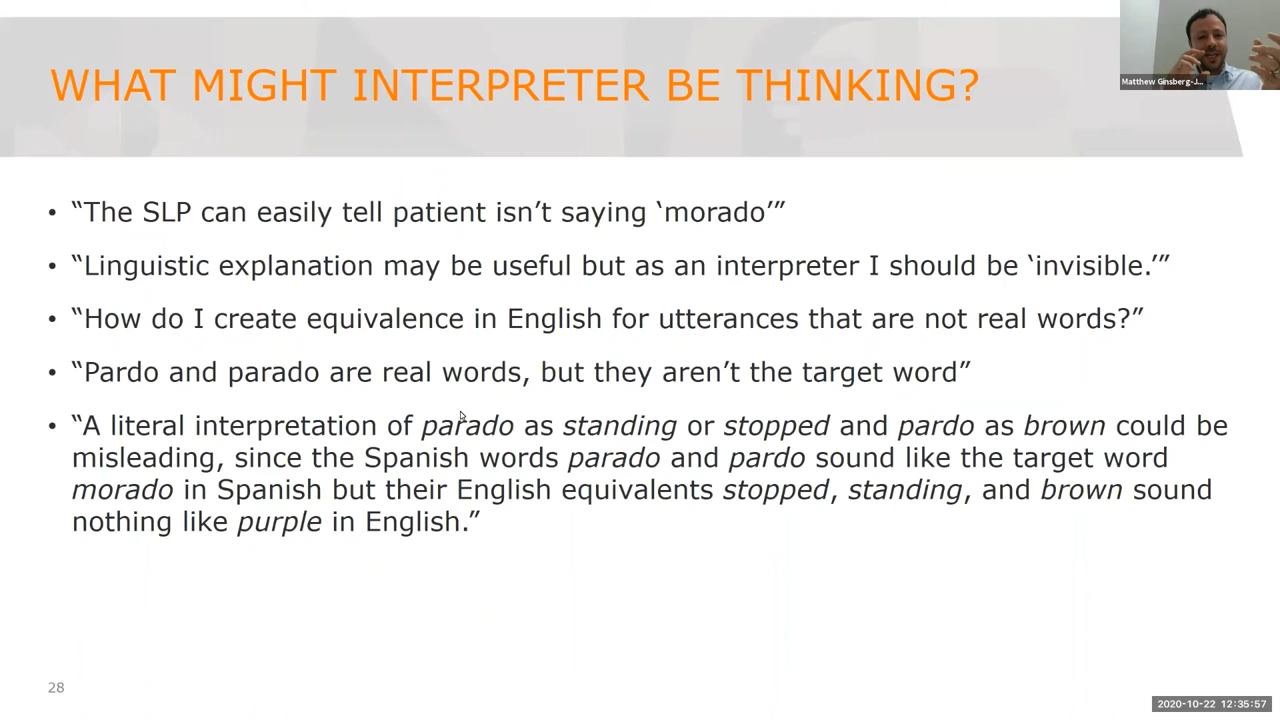 WHAT MIGHT INTERPRETER BE THINKING?
Matthew Ginsberg-J...
• “The SLP can easily tell patient isn’t saying ‘morado’”
• “Linguistic explanation may be useful but as an interpreter I should be ‘invisible.’”
• “How do I create equivalence in English for utterances that are not real words?”
• “Pardo and parado are real words, but they aren’t the target word”
• “A literal interpretation of parado as standing or stopped and pardo as brown could be
misleading, since the Spanish words parado and pardo sound like the target word
morado in Spanish but their English equivalents stopped, standing, and brown sound
nothing like purple in English.”
28
2020-10-22 12:35:57